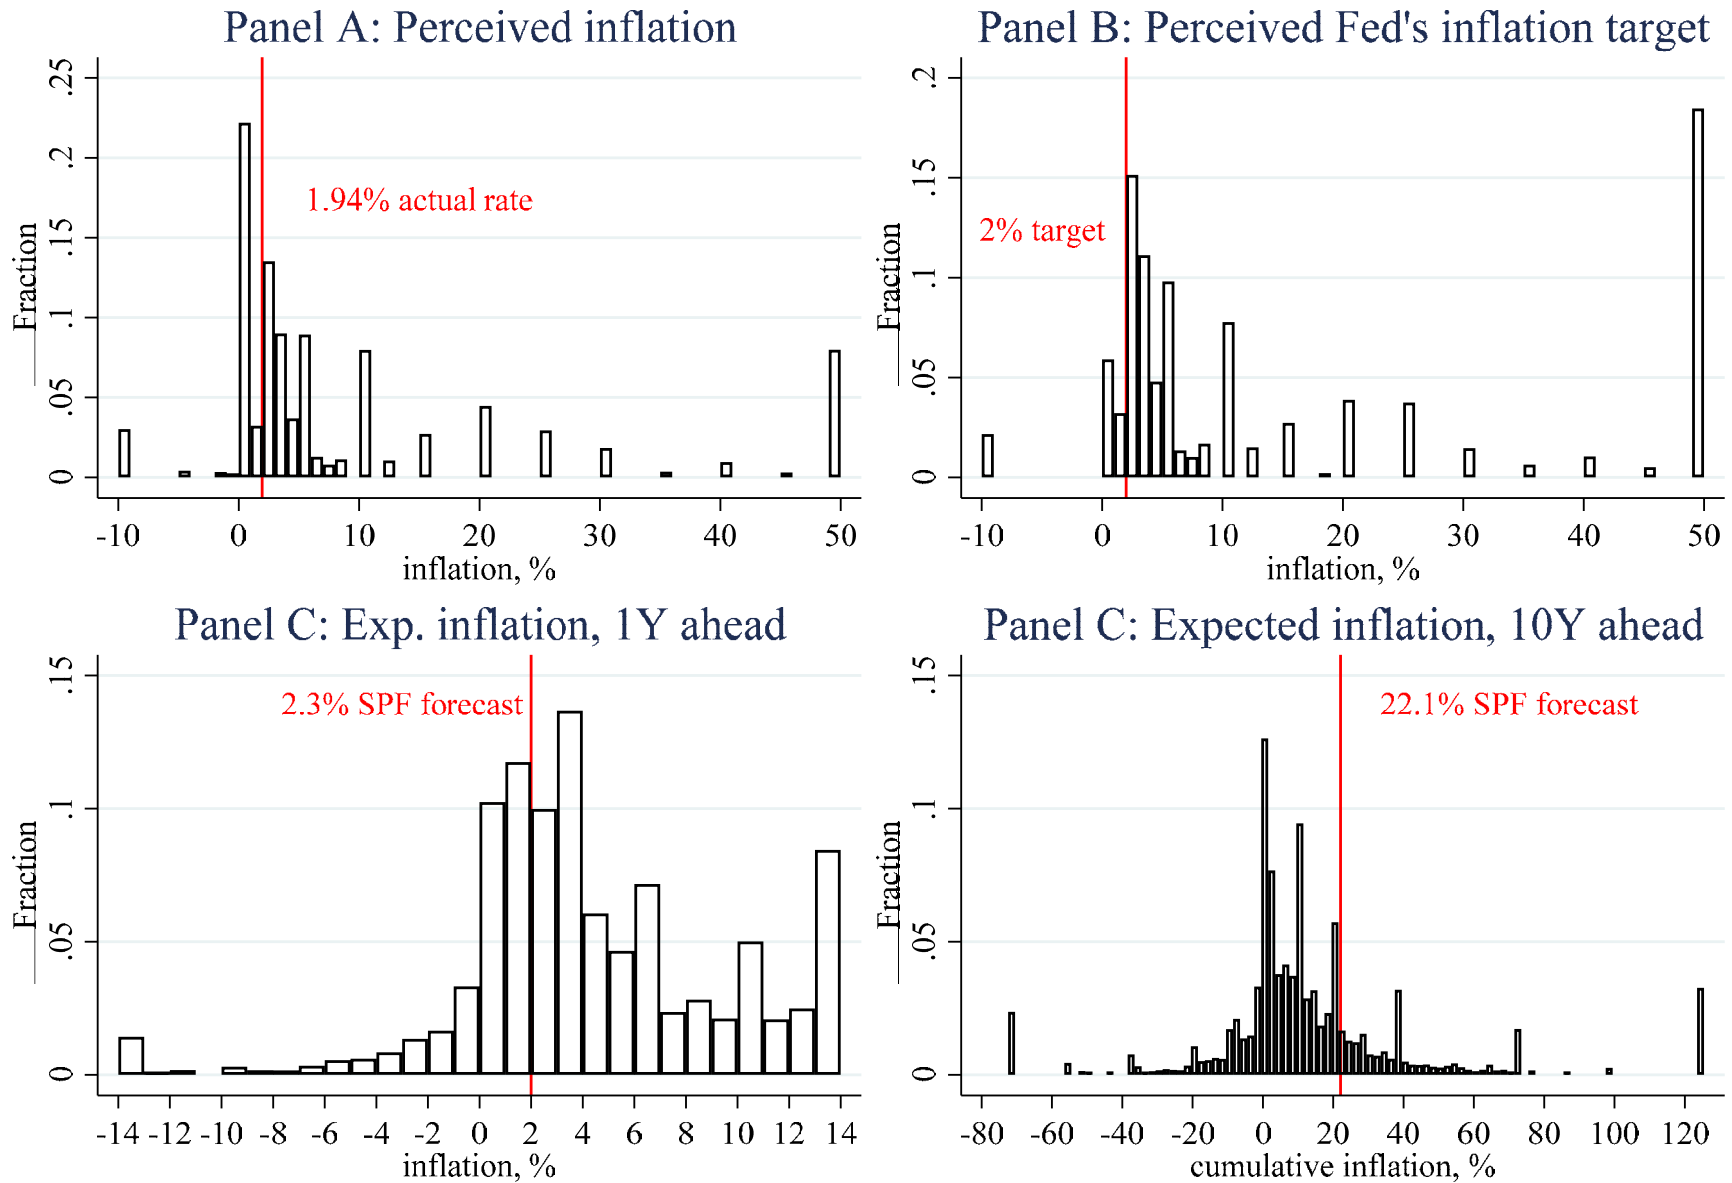 Panel A: Perceived inflation
Fraction
0 .05 .1 .15 .2 .25
1.94% actual rate
-10 0 10 20 30 40 50
inflation, %
Panel B: Perceived Fed's inflation target
Fraction
0 .05 .1 .15 .2
2% target
-10 0 10 20 30 40 50
inflation, %
Panel C: Exp. inflation, 1Y ahead
Fraction
0 .05 .1 .15
2.3% SPF forecast
-14 -12 -10 -8 -6 -4 -2 0 2 4 6 8 10 12 14
inflation, %
Panel C: Expected inflation, 10Y ahead
Fraction
0 .05 .1 .15
22.1% SPF forecast
-80 -60 -40 -20 0 20 40 60 80 100 120
cumulative inflation, %